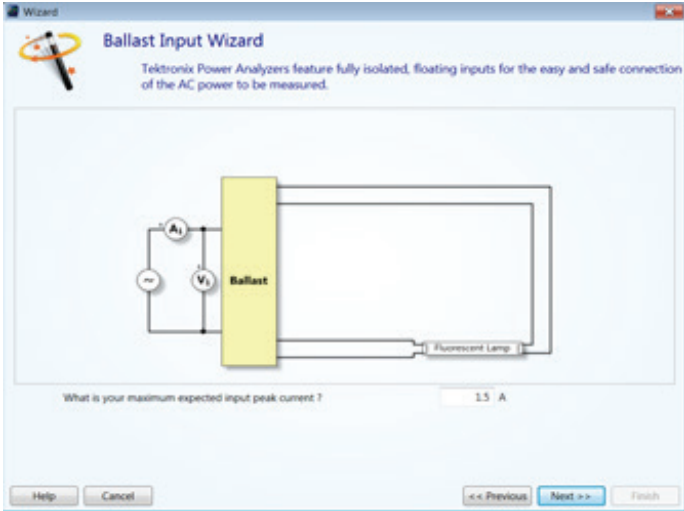 Wizard
Ballast Input Wizard
Tektronix Power Analyzers feature fully isolated, floating inputs for the easy and safe connection
of the AC power to be measured.
A₁
V₁
Ballast
Fluorescent Lamp
What is your maximum expected input peak current ?
1.5 A
Help
Cancel
<< Previous
Next >>
Finish